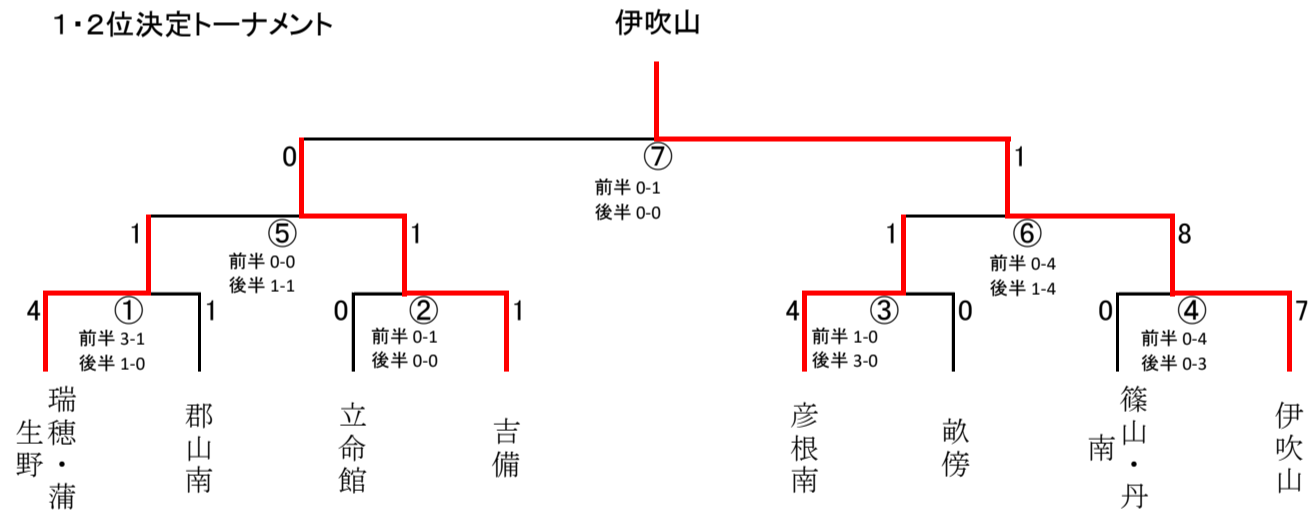 1・2位決定トーナメント
伊吹山
0
⑦
1
前半 0-1
後半 0-0
1
⑤
1
前半 0-0
後半 1-1
1
⑥
8
前半 0-4
後半 1-4
4
①
1
前半 3-1
後半 1-0
0
②
1
前半 0-1
後半 0-0
4
③
0
前半 1-0
後半 3-0
0
④
7
前半 0-4
後半 0-3
瑞穂・蒲
生野
郡山南
立命館
吉備
彦根南
畝傍
篠山・丹
南
伊吹山